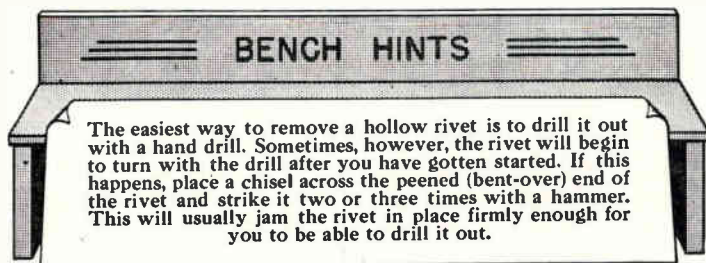 BENCH HINTS
The easiest way to remove a hollow rivet is to drill it out
with a hand drill. Sometimes, however, the rivet will begin
to turn with the drill after you have gotten started. If this
happens, place a chisel across the peened (bent-over) end of
the rivet and strike it two or three times with a hammer.
This will usually jam the rivet in place firmly enough for
you to be able to drill it out.